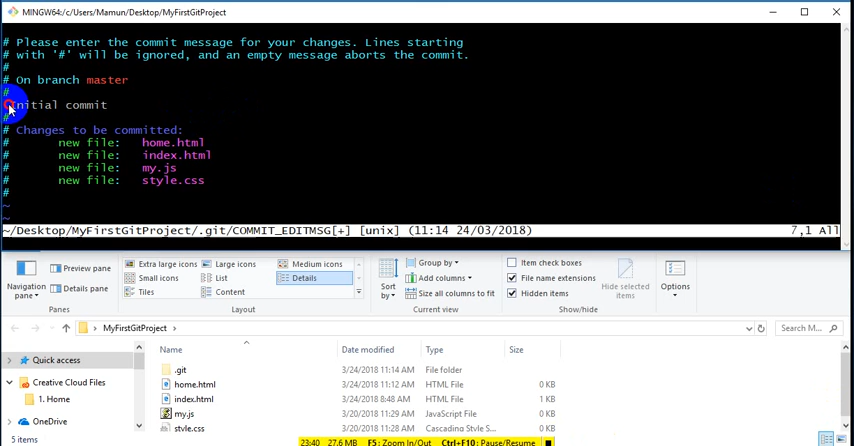 MINGW64:/c/Users/Mamun/Desktop/MyFirstGitProject
# Please enter the commit message for your changes. Lines starting
# with '#' will be ignored, and an empty message aborts the commit.
#
# On branch master
#
Initial commit
#
# Changes to be committed:
# new file: home.html
# new file: index.html
# new file: my.js
# new file: style.css
#
~
~
~/Desktop/MyFirstGitProject/.git/COMMIT_EDITMSG[+] [unix] (11:14 24/03/2018) 7,1 All
Navigation pane
Preview pane
Details pane
Panes
Extra large icons Large icons Medium icons
Small icons List Details
Tiles Content
Layout
Sort by
Group by
Add columns
Size all columns to fit
Current view
Item check boxes
File name extensions
Hidden items
Hide selected items
Show/hide
Options
MyFirstGitProject
Search M...
Quick access
Creative Cloud Files
1. Home
OneDrive
Name Date modified Type Size
.git 3/24/2018 11:14 AM File folder
home.html 3/24/2018 11:12 AM HTML File 0 KB
index.html 3/24/2018 8:48 AM HTML File 1 KB
my.js 3/20/2018 11:29 AM JavaScript File 0 KB
style.css 3/20/2018 11:28 AM Cascading Style S... 0 KB
5 items
23:40 27.6 MB F5: Zoom In/Out Ctrl+F10: Pause/Resume